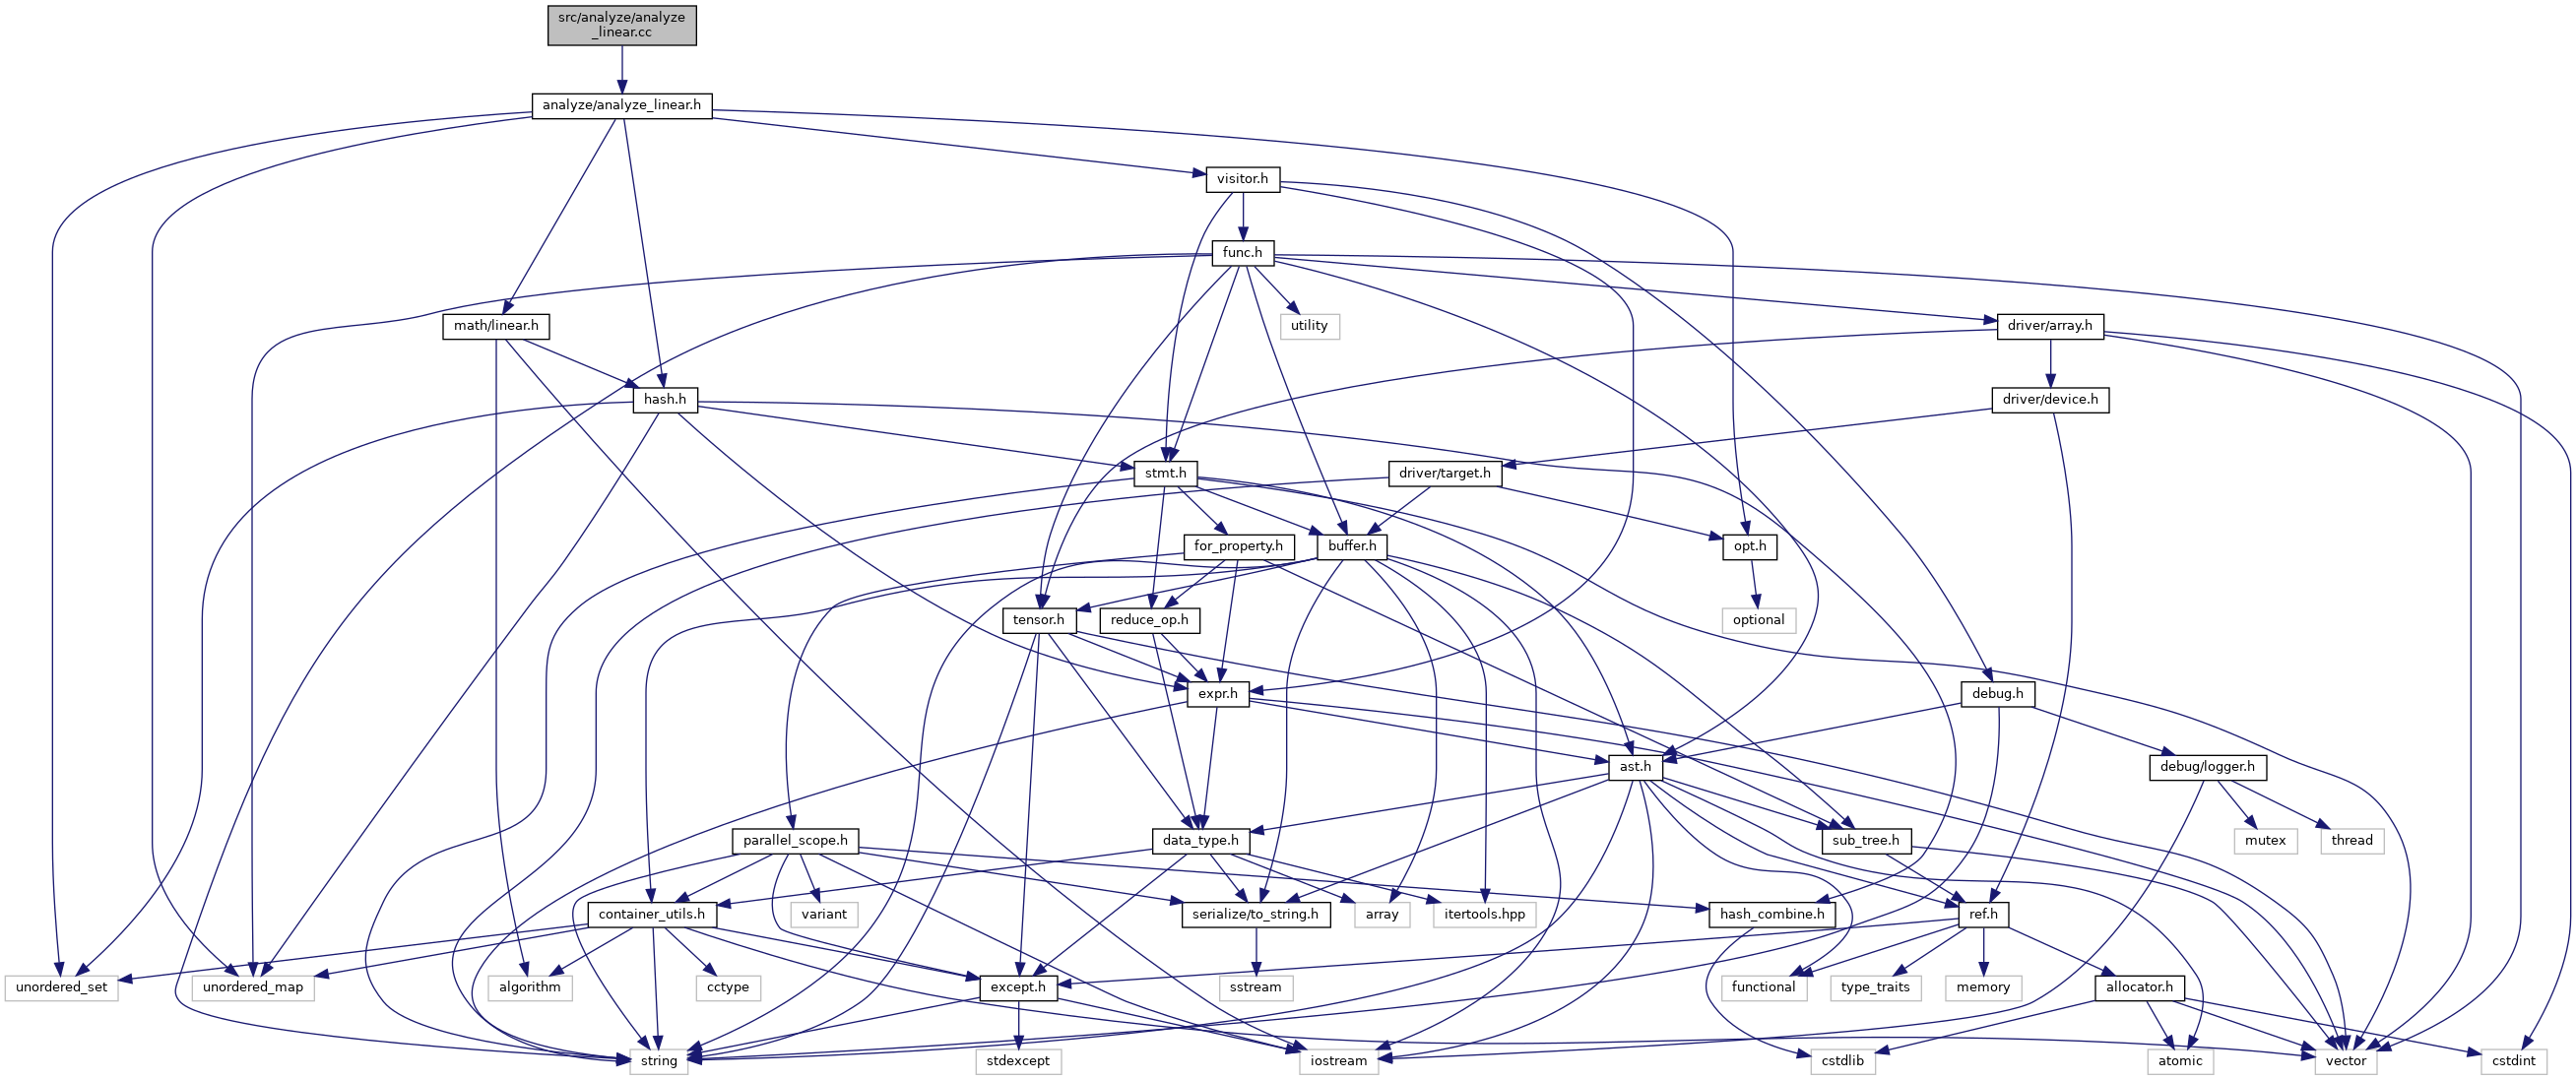 src/analyze/analyze
_linear.cc
analyze/analyze_linear.h
visitor.h
func.h
math/linear.h
utility
driver/array.h
hash.h
driver/device.h
stmt.h
driver/target.h
for_property.h
buffer.h
opt.h
tensor.h
reduce_op.h
optional
expr.h
debug.h
ast.h
debug/logger.h
parallel_scope.h
data_type.h
sub_tree.h
mutex
thread
container_utils.h
variant
serialize/to_string.h
array
itertools.hpp
hash_combine.h
ref.h
unordered_set
unordered_map
algorithm
cctype
except.h
sstream
functional
type_traits
memory
allocator.h
string
stdexcept
iostream
cstdlib
atomic
vector
cstdint